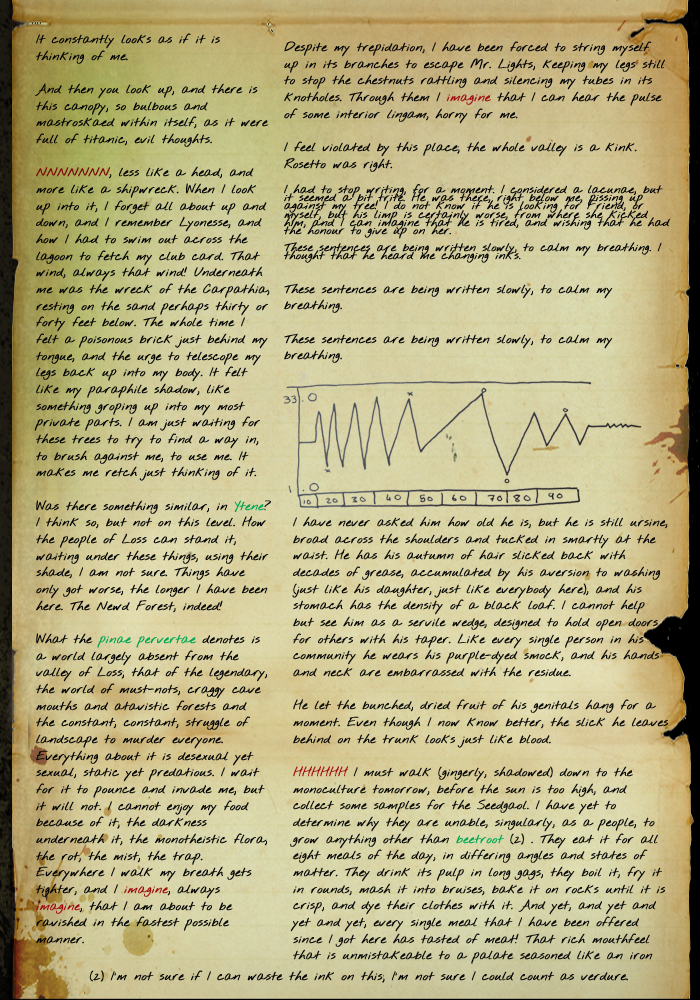 It constantly looks as if it is
thinking of me.
And then you look up, and there is
this canopy, so bulbous and
mastroskaed within itself, as it were
full of titanic, evil thoughts.
NNNNNNN, less like a head, and
more like a shipwreck. When I look
up into it, I forget all about up and
down, and I remember Lyonesse, and
how I had to swim out across the
lagoon to fetch my club card. That
wind, always that wind! Underneath
me was the wreck of the Carpathia,
resting on the sand perhaps thirty or
forty feet below. The whole time I
felt a poisonous brick just behind my
tongue, and the urge to telescope my
legs back up into my body. It felt
like my paraphile shadow, like
something groping up into my most
private parts. I am just waiting for
these trees to try to find a way in,
to brush against me, to use me. It
makes me retch just thinking of it.
Was there something similar, in Ytene?
I think so, but not on this level. How
the people of Loss can stand it,
waiting under these things, using their
shade, I am not sure. Things have
only got worse, the longer I have been
here. The Newd Forest, indeed!
What the pinae pervertae denotes is
a world largely absent from the
valley of Loss, that of the legendary,
the world of must-nots, craggy cave
mouths and atavistic forests and
the constant, constant, struggle of
landscape to murder everyone.
Everything about it is desexual yet
sexual, static yet predatious. I wait
for it to pounce and invade me, but
it will not. I cannot enjoy my food
because of it, the darkness
underneath it, the monotheistic flora,
the rot, the mist, the trap.
Everywhere I walk my breath gets
tighter, and I imagine, always
imagine, that I am about to be
ravished in the fastest possible
manner.
Despite my trepidation, I have been forced to string myself
up in its branches to escape Mr. Lights, keeping my legs still
to stop the chestnuts rattling and silencing my tubes in its
knotholes. Through them I imagine that I can hear the pulse
of some interior lingam, horny for me.
I feel violated by this place, the whole valley is a kink.
Rosetto was right.
I had to stop writing, for a moment. I considered a lacunae, but
it seemed a bit trite. He was there, right below me, pissing up
against my tree! I do not know if he is looking for Friend, or
myself, but his limp is certainly worse, from where she kicked
him, and I can imagine that he is tired, and wishing that he had
the honour to give up on her.
These sentences are being written slowly, to calm my breathing. I
thought that he heard me changing inks.
These sentences are being written slowly, to calm my
breathing.
These sentences are being written slowly, to calm my
breathing.
33 .0
1 .0
10 20 30 40 50 60 70 80 90
I have never asked him how old he is, but he is still ursine,
broad across the shoulders and tucked in smartly at the
waist. He has his autumn of hair slicked back with
decades of grease, accumulated by his aversion to washing
(just like his daughter, just like everybody here), and his
stomach has the density of a black loaf. I cannot help
but see him as a servile wedge, designed to hold open doors
for others with his taper. Like every single person in his
community he wears his purple-dyed smock, and his hands
and neck are embarrassed with the residue.
He let the bunched, dried fruit of his genitals hang for a
moment. Even though I now know better, the slick he leaves
behind on the trunk looks just like blood.
HHHHHH I must walk (gingerly, shadowed) down to the
monoculture tomorrow, before the sun is too high, and
collect some samples for the Seedgaol. I have yet to
determine why they are unable, singularly, as a people, to
grow anything other than beetroot (2) . They eat it for all
eight meals of the day, in differing angles and states of
matter. They drink its pulp in long gags, they boil it, fry it
in rounds, mash it into bruises, bake it on rocks until it is
crisp, and dye their clothes with it. And yet, and yet and
yet and yet, every single meal that I have been offered
since I got here has tasted of meat! That rich mouthfeel
that is unmistakeable to a palate seasoned like an iron
(2) I'm not sure if I can waste the ink on this, I'm not sure I could count as verdure.